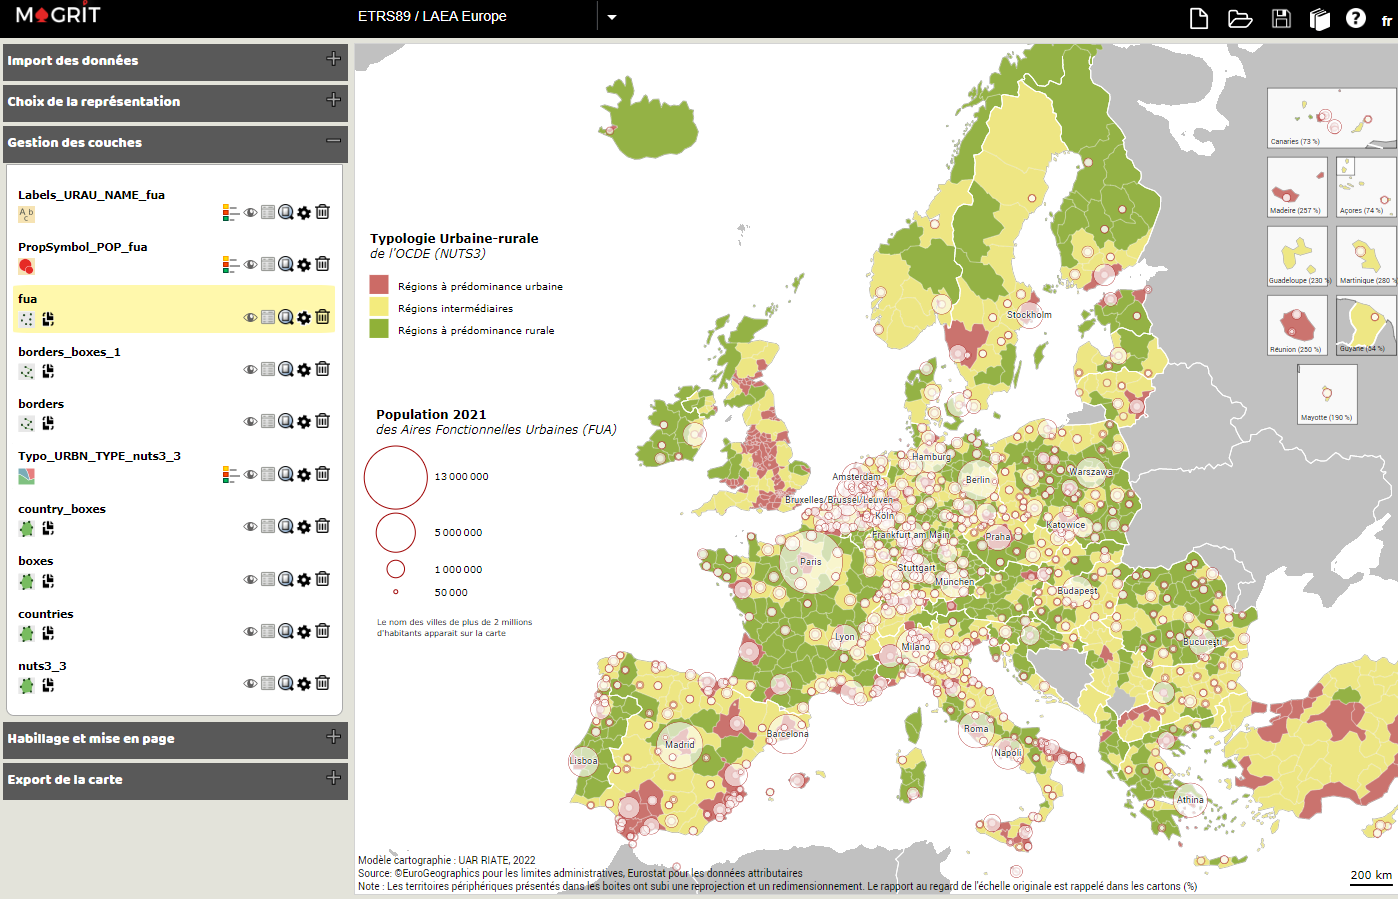 MAGRIT
ETRS89 / LAEA Europe
fr
Import des données
Choix de la représentation
Gestion des couches
Labels_URAU_NAME_fua
A b
c
PropSymbol_POP_fua
fua
borders_boxes_1
borders
Typo_URBN_TYPE_nuts3_3
country_boxes
boxes
countries
nuts3_3
Habillage et mise en page
Export de la carte
Typologie Urbaine-rurale
de l'OCDE (NUTS3)
Régions à prédominance urbaine
Régions intermédiaires
Régions à prédominance rurale
Population 2021
des Aires Fonctionnelles Urbaines (FUA)
13 000 000
5 000 000
1 000 000
50 000
Le nom des villes de plus de 2 millions
d'habitants apparait sur la carte
Canaries (73 %)
Madeire (257 %)
Açores (74 %)
Guadeloupe (230 %)
Martinique (280 %)
Réunion (250 %)
Guyane (54 %)
Mayotte (190 %)
Stockholm
Hamburg
Amsterdam
Berlin
Warszawa
Bruxelles/Brussel/Leuven
Köln
Katowice
Frankfurt am Main
Praha
Paris
Stuttgart
München
Budapest
Lyon
Milano
Bucureşti
Roma
Barcelona
Madrid
Napoli
Lisboa
Athina
Modèle cartographie : UAR RIATE, 2022
Source: ©EuroGeographics pour les limites administratives, Eurostat pour les données attributaires
Note : Les territoires périphériques présentés dans les boites ont subi une reprojection et un redimensionnement. Le rapport au regard de l'échelle originale est rappelé dans les cartons (%)
200 km